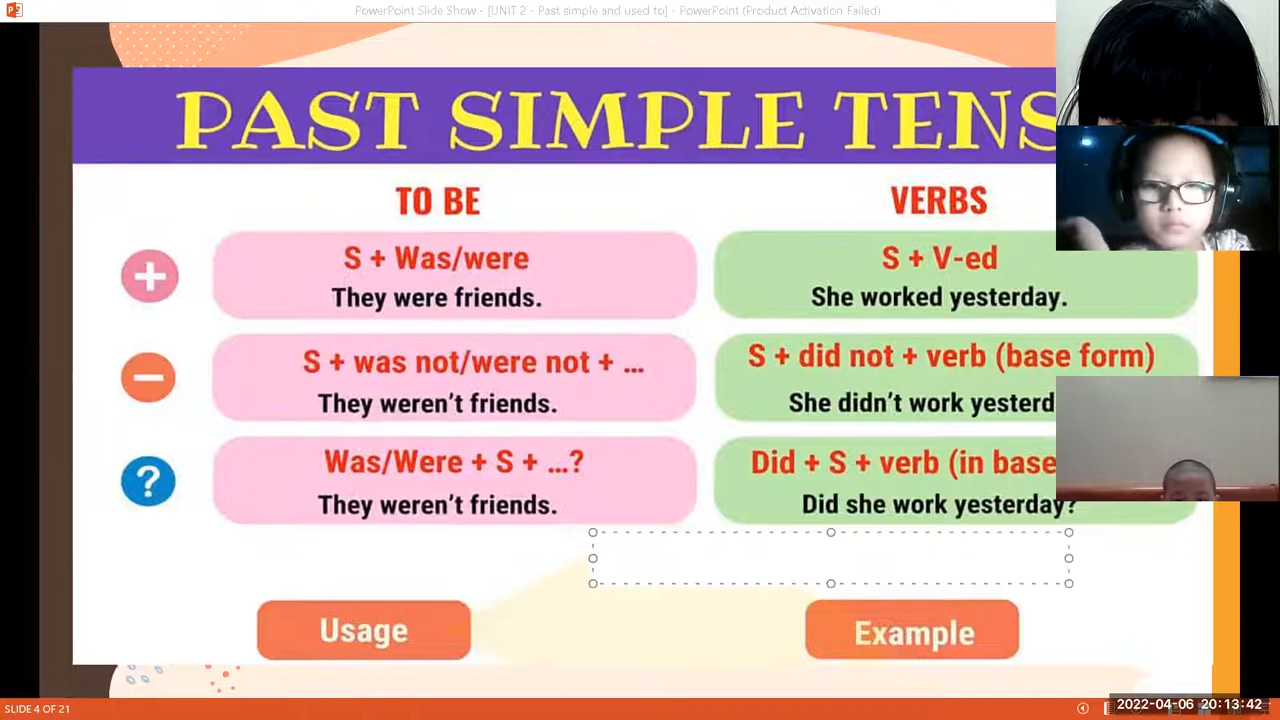 PowerPoint Slide Show - [UNIT 2 - Past simple and used to] - PowerPoint (Product Activation Failed)
PAST SIMPLE TENS
TO BE
VERBS
S + Was/were
They were friends.
S + V-ed
She worked yesterday.
S + was not/were not + ...
They weren't friends.
S + did not + verb (base form)
She didn't work yesterd
Was/Were + S + ...?
They weren't friends.
Did + S + verb (in base
Did she work yesterday?
Usage
Example
SLIDE 4 OF 21
2022-04-06 20:13:42